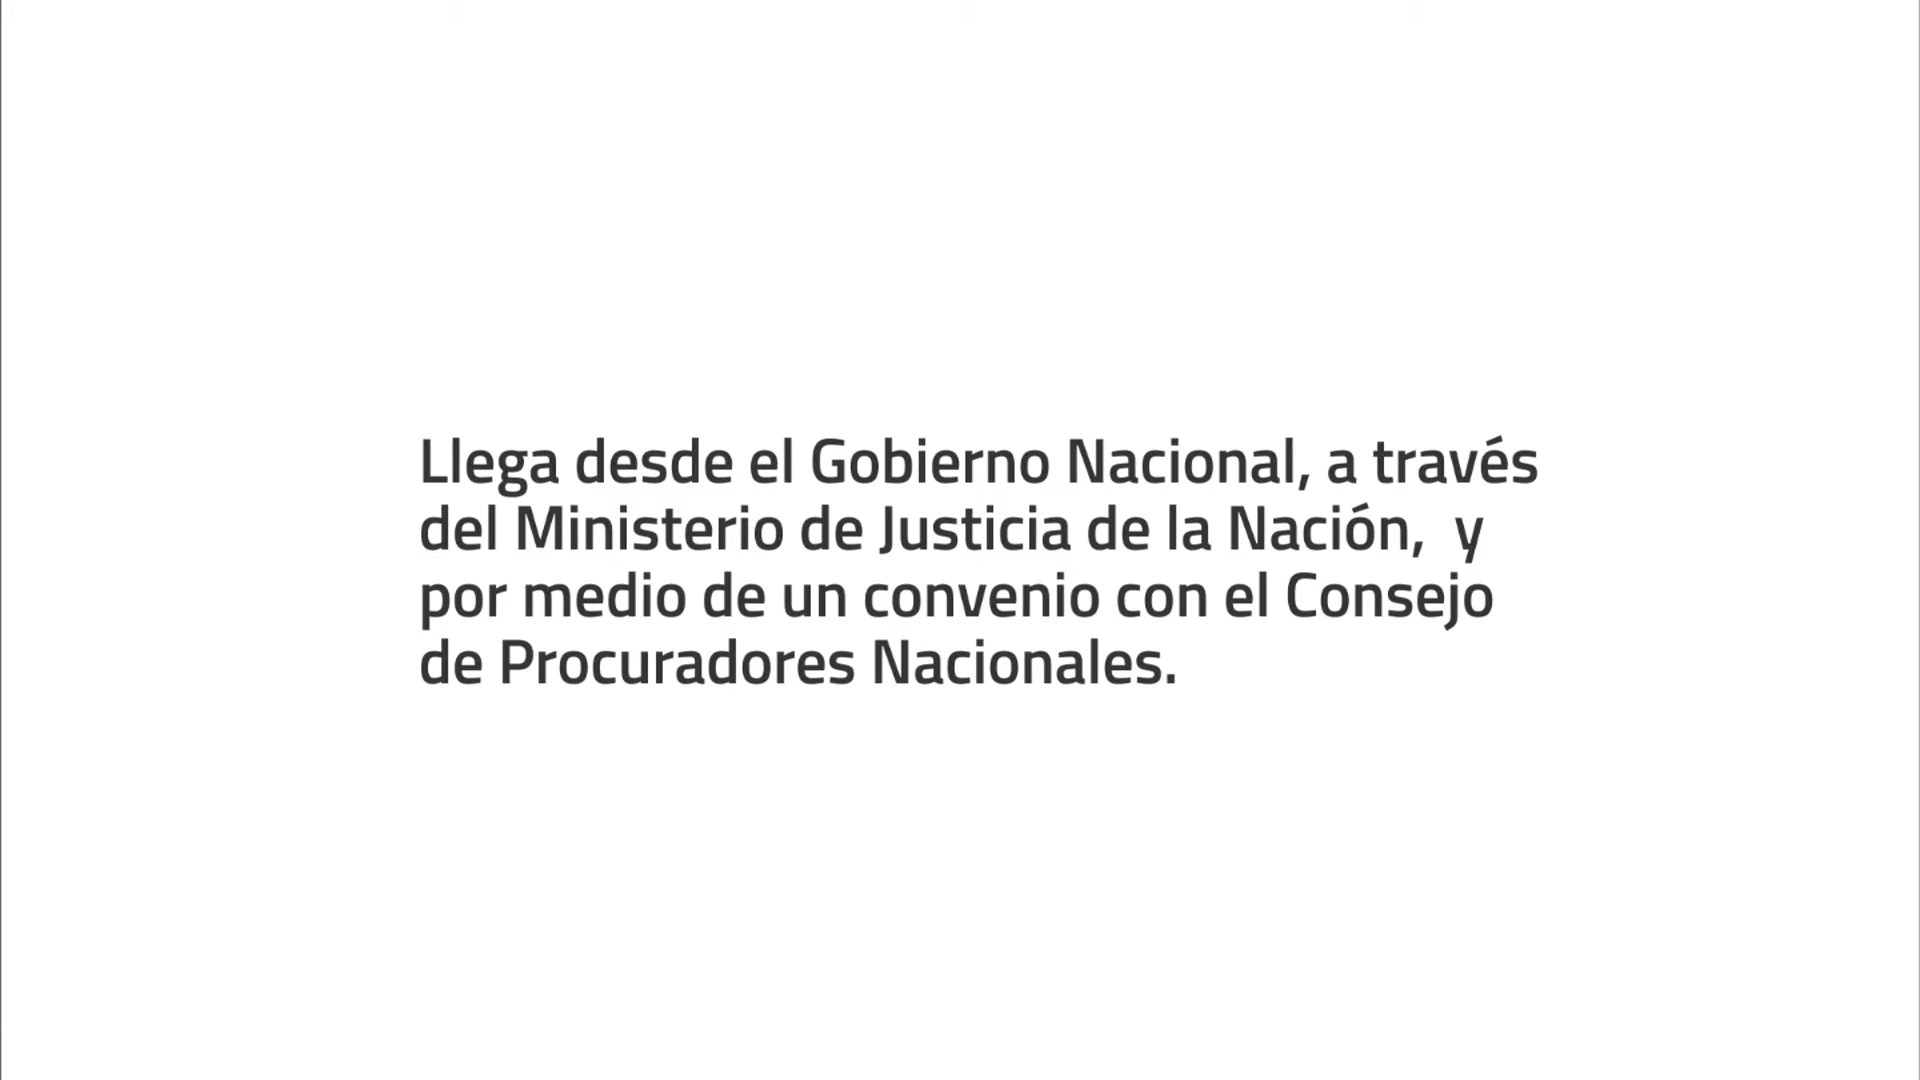 Llega desde el Gobierno Nacional, a través
del Ministerio de Justicia de la Nación,  y
por medio de un convenio con el Consejo
de Procuradores Nacionales.